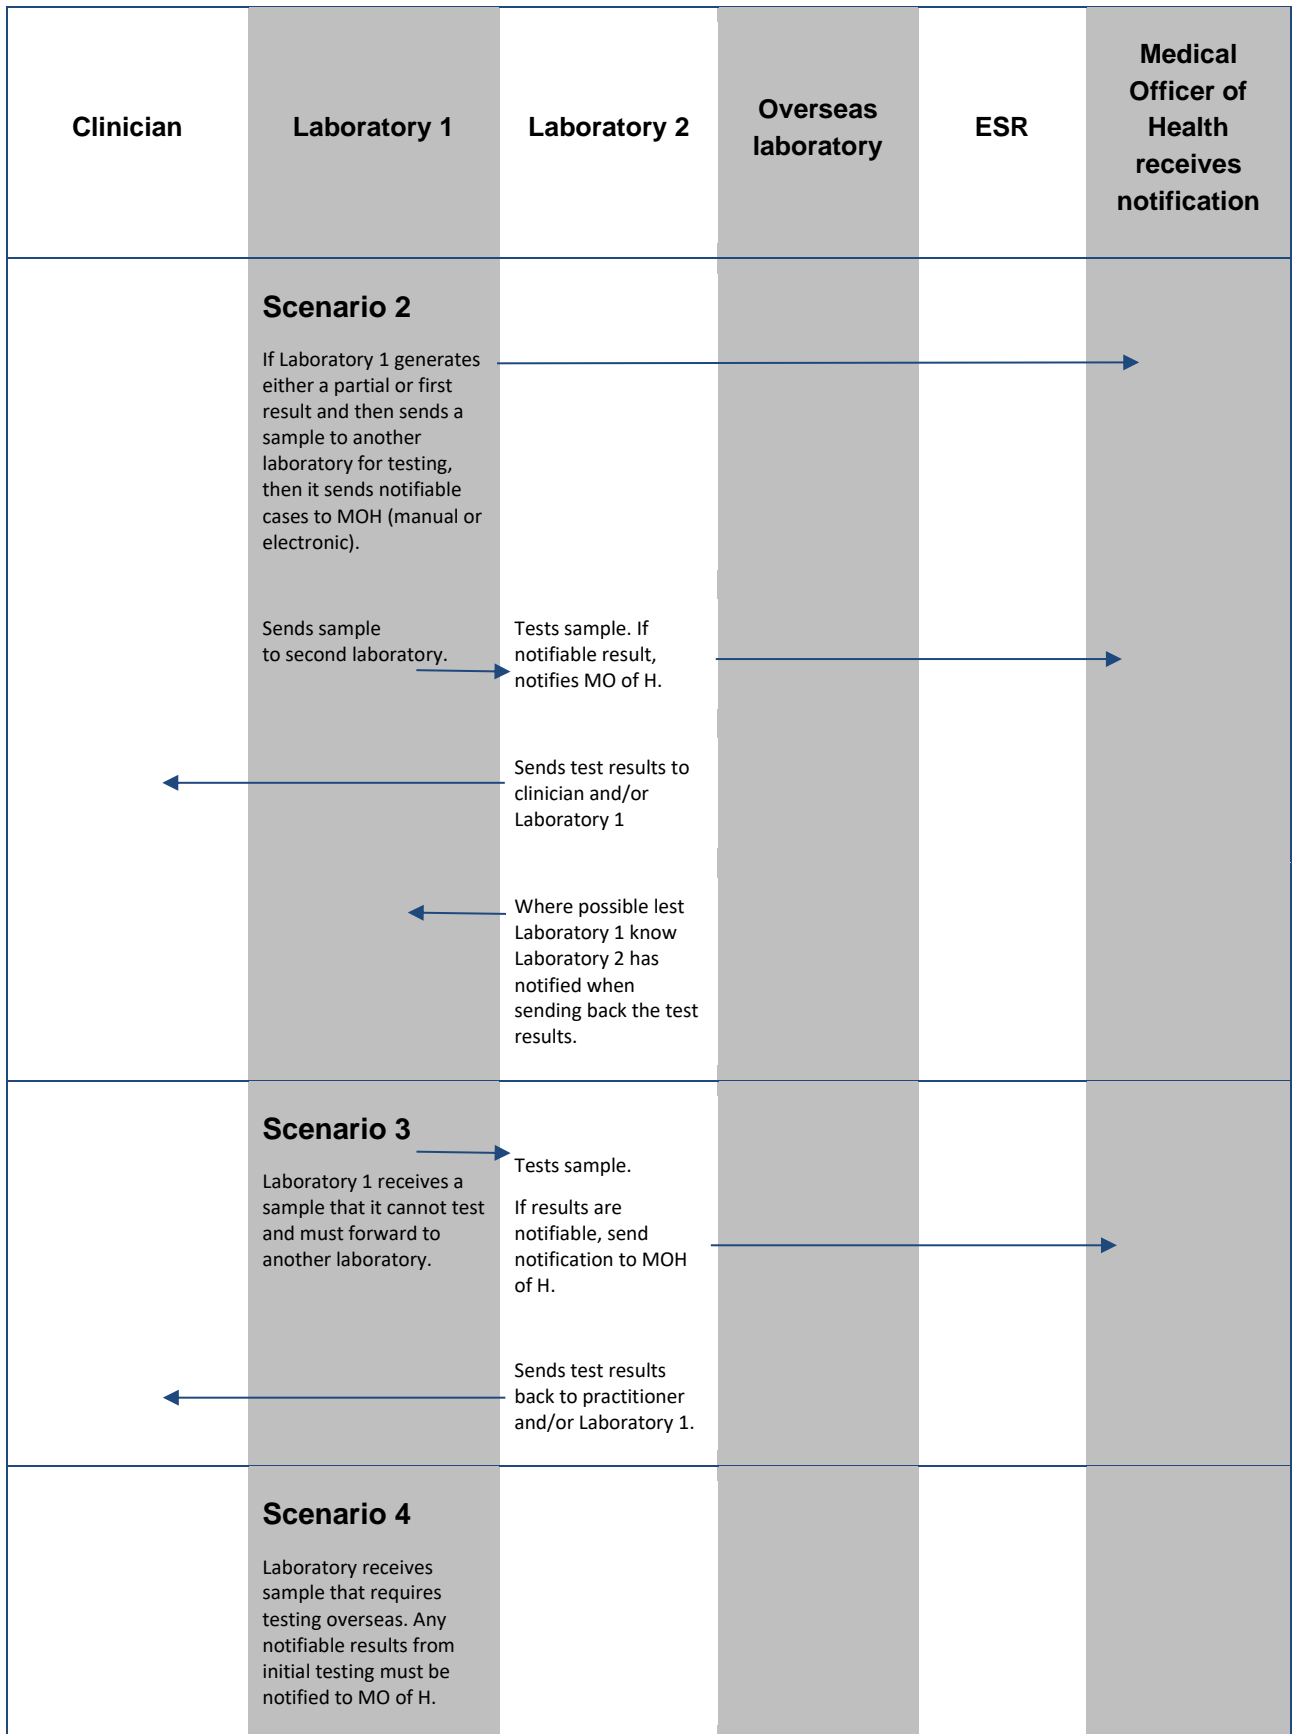 Clinician
Laboratory 1
Laboratory 2
Overseas
laboratory
ESR
Medical
Officer of
Health
receives
notification
Scenario 2
If Laboratory 1 generates
either a partial or first
result and then sends a
sample to another
laboratory for testing,
then it sends notifiable
cases to MOH (manual or
electronic).
Sends sample
to second laboratory.
Tests sample. If
notifiable result,
notifies MO of H.
Sends test results to
clinician and/or
Laboratory 1
Where possible lest
Laboratory 1 know
Laboratory 2 has
notified when
sending back the test
results.
Scenario 3
Laboratory 1 receives a
sample that it cannot test
and must forward to
another laboratory.
Tests sample.
If results are
notifiable, send
notification to MOH
of H.
Sends test results
back to practitioner
and/or Laboratory 1.
Scenario 4
Laboratory receives
sample that requires
testing overseas. Any
notifiable results from
initial testing must be
notified to MO of H.